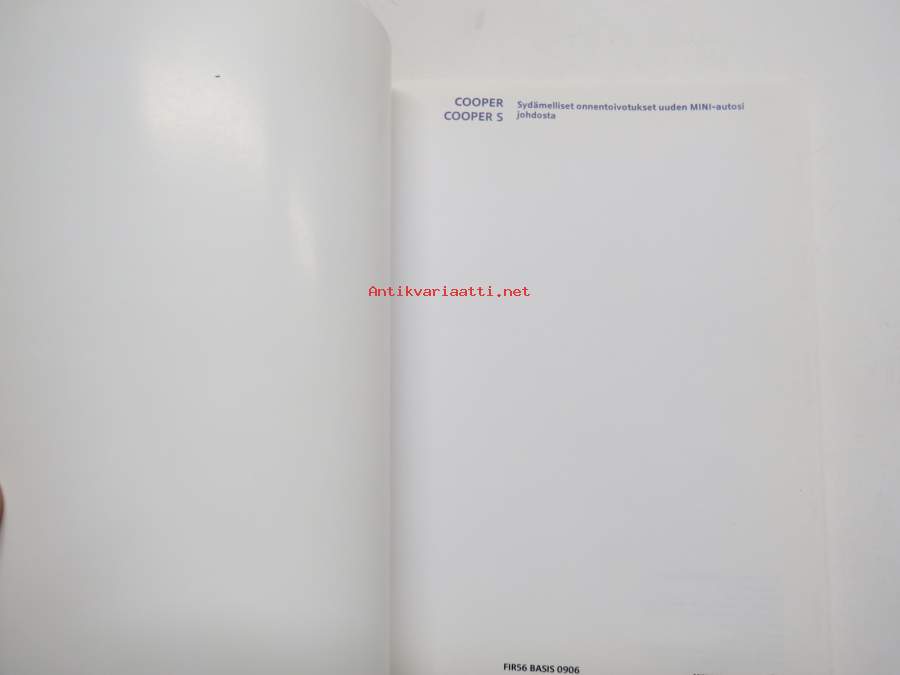 COOPER
COOPER S
Sydämelliset onnentoivotukset uuden MINI-autosi
johdosta
Antikvariaatti.net
FIR56 BASIS 0906